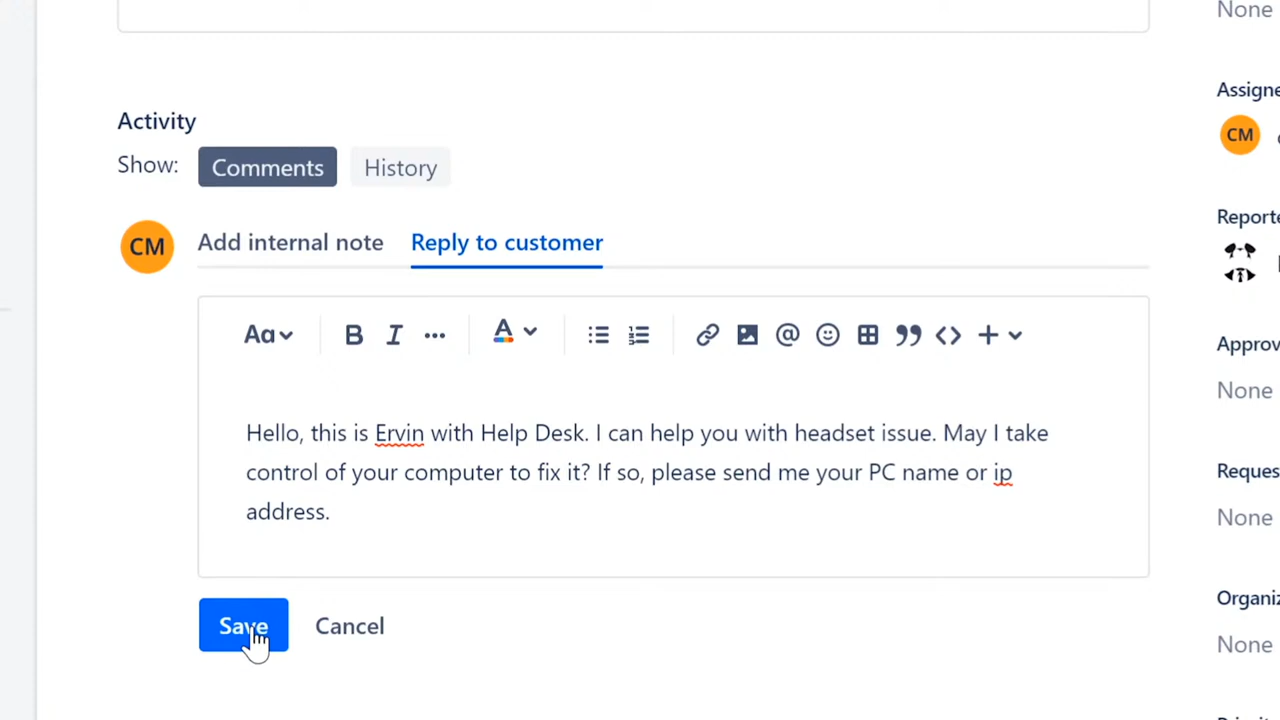 None
Activity
Assigne
Show: Comments History
CM
CM Add internal note Reply to customer
Reporte
Aa B I A
Approv
None
Hello, this is Ervin with Help Desk. I can help you with headset issue. May I take
control of your computer to fix it? If so, please send me your PC name or ip
address.
Reques
None
Organiz
None
Save Cancel